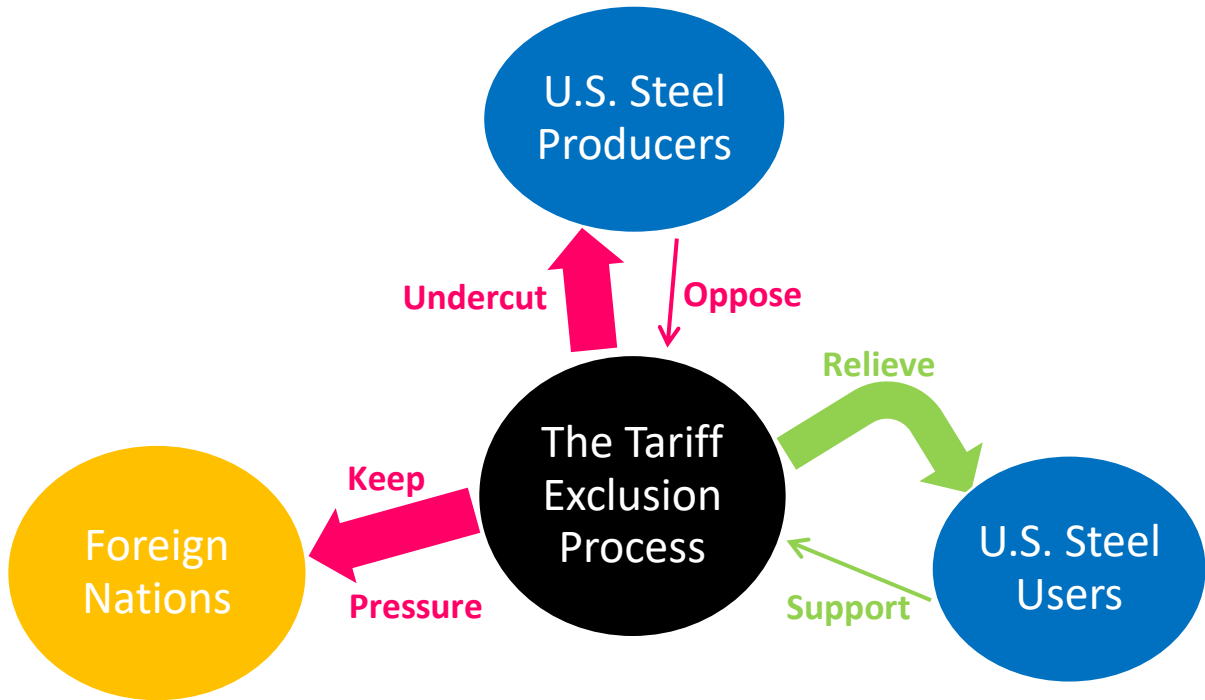 U.S. Steel
Producers
Undercut
Oppose
Relieve
The Tariff
Exclusion
Process
Keep
Pressure
Foreign
Nations
U.S. Steel
Users
Support